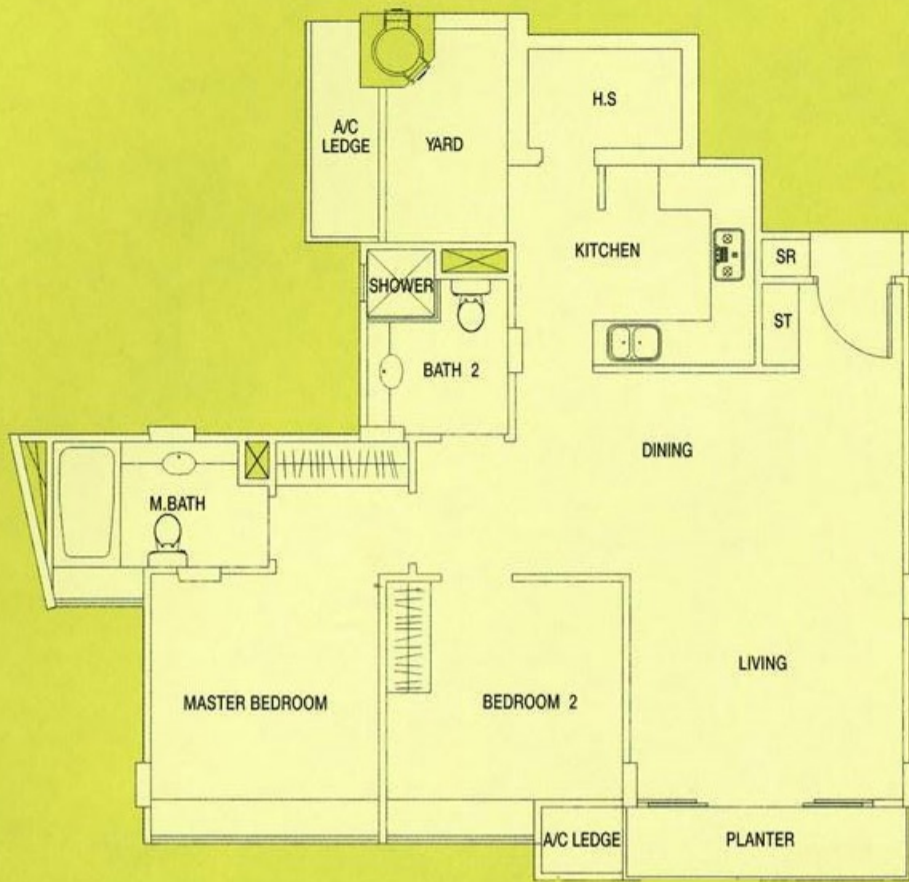 H.S
A/C
LEDGE
YARD
KITCHEN
SR
SHOWER
ST
BATH 2
DINING
M.BATH
LIVING
MASTER BEDROOM
BEDROOM 2
A/C LEDGE
PLANTER